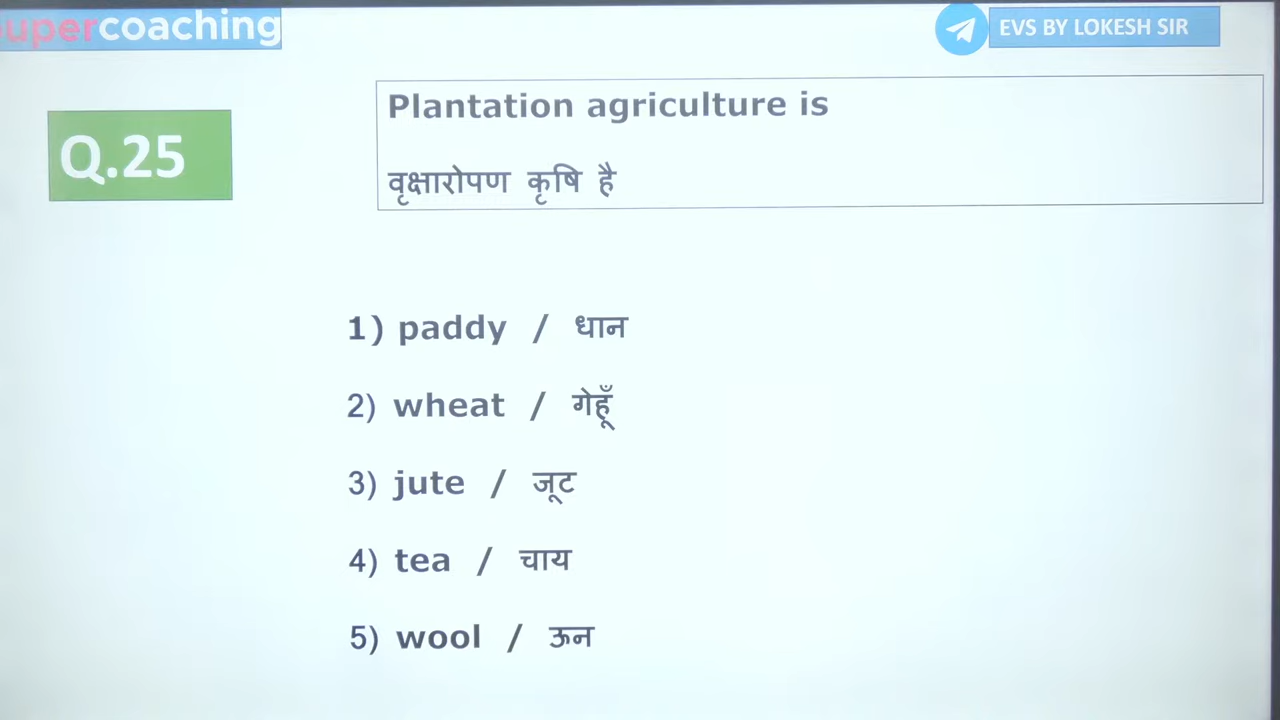 supercoaching
EVS BY LOKESH SIR
Q.25
Plantation agriculture is
वृक्षारोपण कृषि है
1) paddy / धान
2) wheat / गेहूँ
3) jute / जूट
4) tea / चाय
5) wool / ऊन